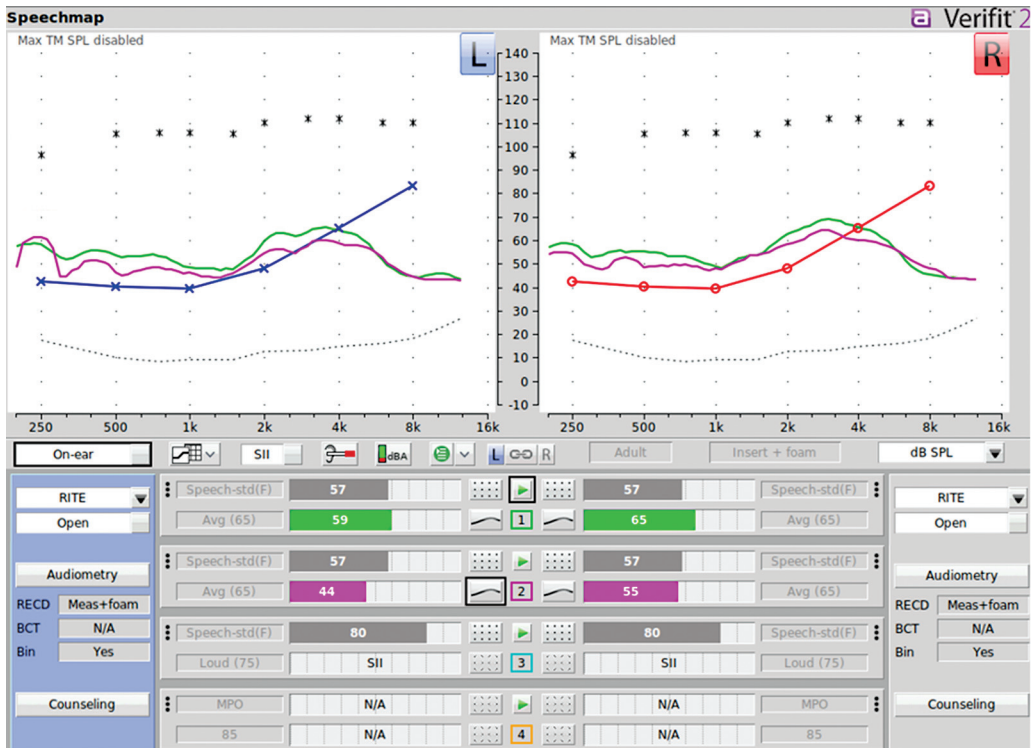 Speechmap
a Verifit® 2
Max TM SPL disabled
L
140
Max TM SPL disabled
R
130
120
110
100
90
80
70
60
50
40
30
20
10
0
-10
250 500 1k 2k 4k 8k 16k
250 500 1k 2k 4k 8k 16k
On-ear
SII
dBA
L
R
Adult
Insert + foam
dB SPL
RITE
Open
Audiometry
RECD Meas+foam
BCT N/A
Bin Yes
Counseling
Speech-std(F) 57 57 Speech-std(F)
Avg (65) 59 1 65 Avg (65)
Speech-std(F) 57 57 Speech-std(F)
Avg (65) 44 2 55 Avg (65)
Speech-std(F) 80 80 Speech-std(F)
Loud (75) SII 3 SII Loud (75)
MPO N/A N/A MPO
85 N/A 4 N/A 85
RITE
Open
Audiometry
RECD Meas+foam
BCT N/A
Bin Yes
Counseling